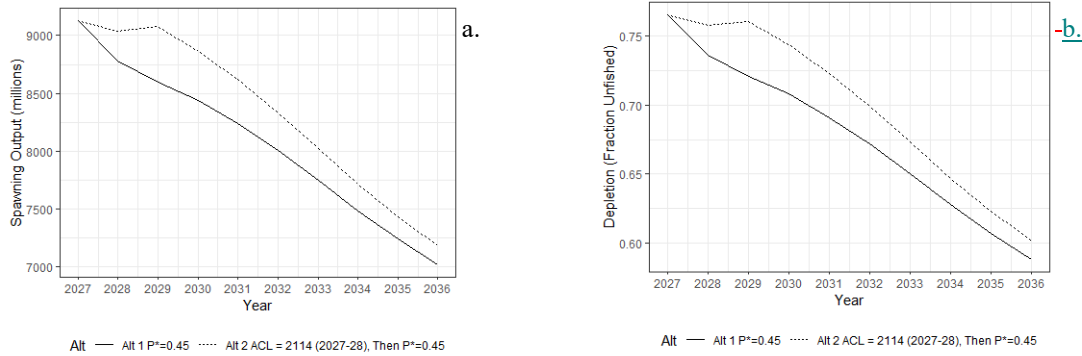 9000
8500
8000
7500
7000
Spawning Output (millions)
2027 2028 2029 2030 2031 2032 2033 2034 2035 2036
Year
Alt — Alt 1 P*=0.45 ····· Alt 2 ACL = 2114 (2027-28), Then P*=0.45
a.
0.75
0.70
0.65
0.60
Depletion (Fraction Unfished)
2027 2028 2029 2030 2031 2032 2033 2034 2035 2036
Year
Alt — Alt 1 P*=0.45 ····· Alt 2 ACL = 2114 (2027-28), Then P*=0.45
-b.